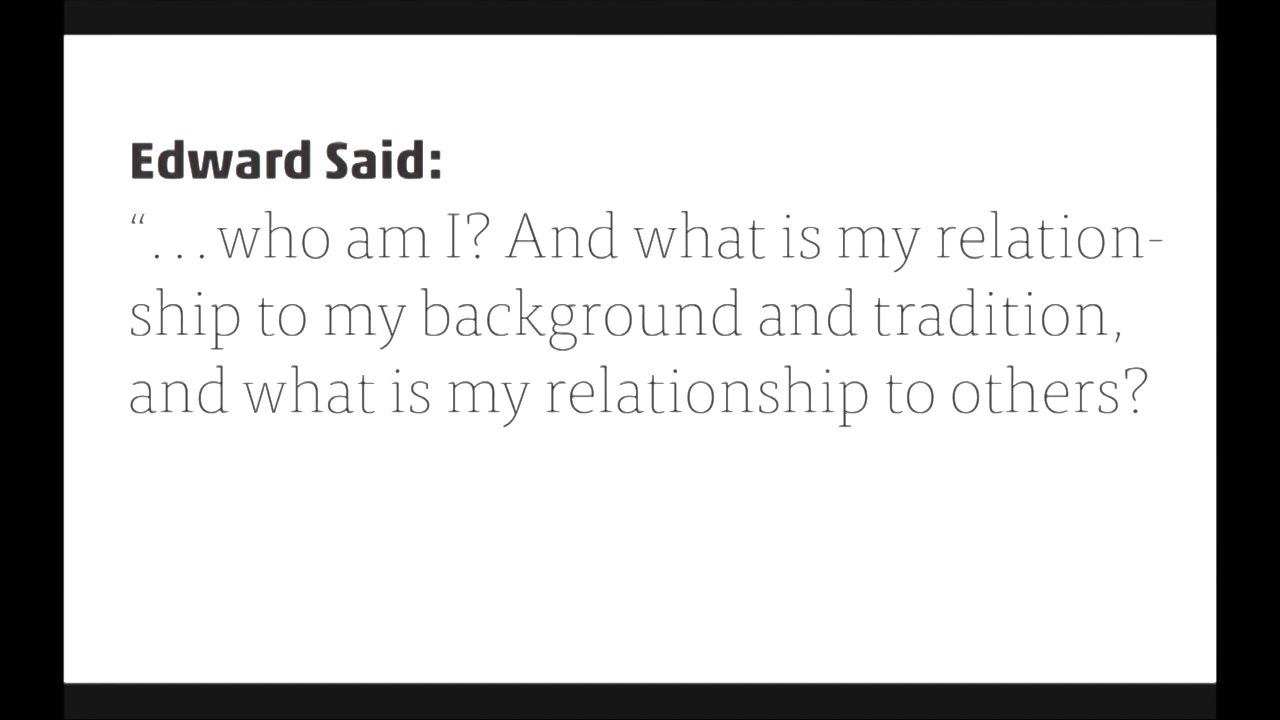 Edward Said:
“...who am I? And what is my relation-
ship to my background and tradition,
and what is my relationship to others?